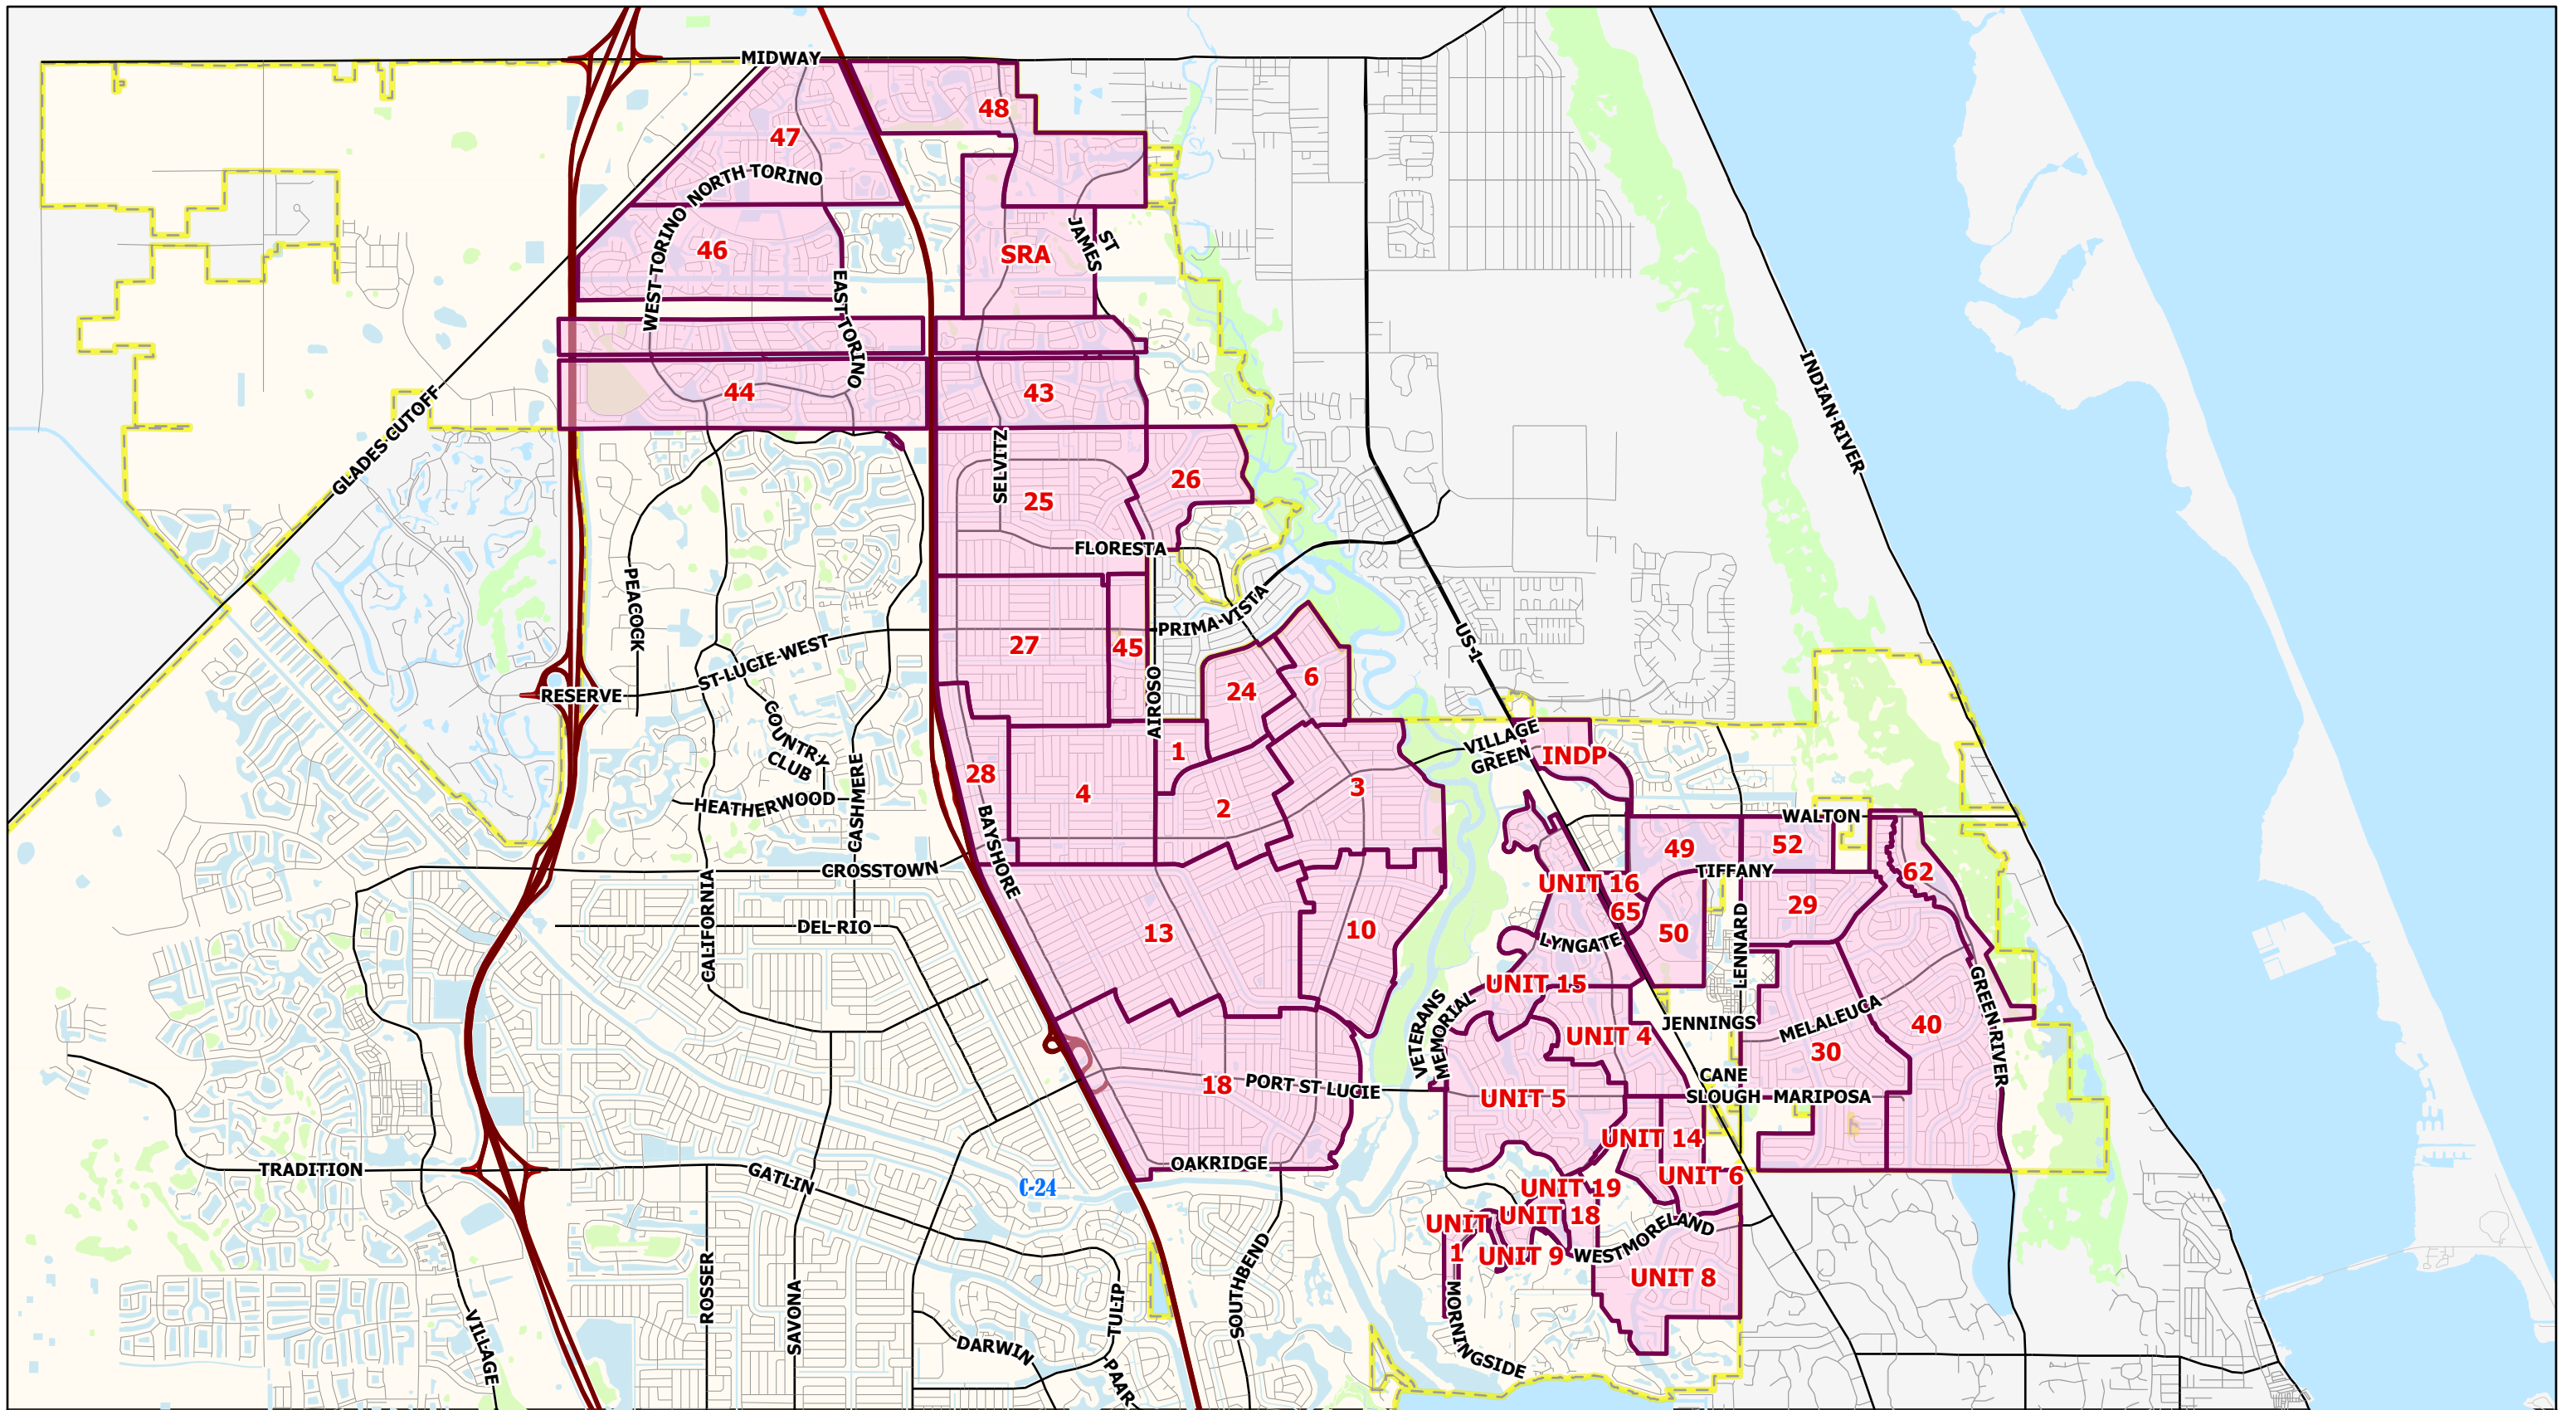 MIDWAY
48
47
NORTH TORINO
WEST TORINO
46
SRA
ST
JAMES
EAST TORINO
44
43
GLADES CUTOFF
INDIAN RIVER
SELVITZ
25
26
FLORESTA
PEACOCK
PRIMA VISTA
US 1
27
45
ST LUCIE WEST
RESERVE
24
6
AIROSO
COUNTRY
CLUB
VILLAGE
GREEN
INDP
1
28
4
2
3
HEATHERWOOD
CASHMERE
BAYSHORE
WALTON
49
52
CROSSTOWN
TIFFANY
62
UNIT 16
CALIFORNIA
65
29
DEL RIO
13
10
50
LYNGATE
LENNARD
UNIT 15
VETERANS
MEMORIAL
JENNINGS
MELALEUCA
GREEN RIVER
UNIT 4
40
30
18
PORT ST LUCIE
CANE
SLOUGH
MARIPOSA
UNIT 5
UNIT 14
OAKRIDGE
TRADITION
GATLIN
C-24
UNIT 6
UNIT 19
UNIT 18
UNIT
1
WESTMORELAND
UNIT 9
UNIT 8
ROSSER
SAVONA
SOUTHBEND
TULIP
VILLAGE
DARWIN
MORNINGSIDE
PAAR